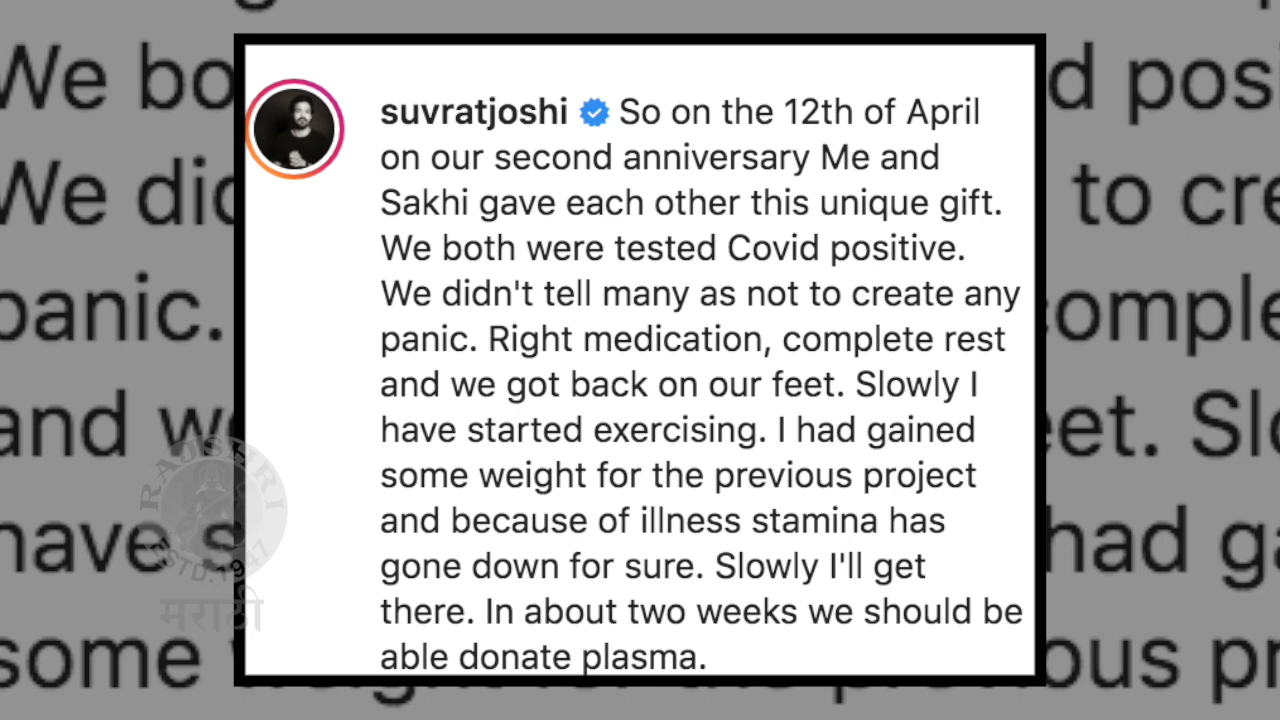 suvratjoshi So on the 12th of April
on our second anniversary Me and
Sakhi gave each other this unique gift.
We both were tested Covid positive.
We didn't tell many as not to create any
panic. Right medication, complete rest
and we got back on our feet. Slowly I
have started exercising. I had gained
some weight for the previous project
and because of illness stamina has
gone down for sure. Slowly I'll get
there. In about two weeks we should be
able donate plasma.
RAJSHRI
ESTD.1947
मराठी